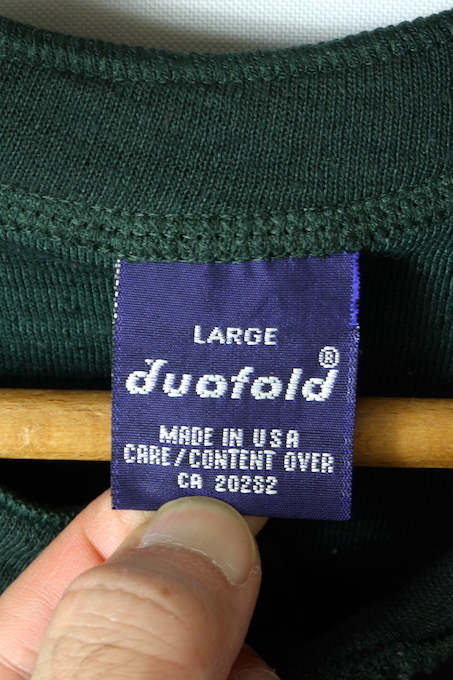 LARGE
duofold®
MADE IN USA
CARE/CONTENT OVER
CA 20232